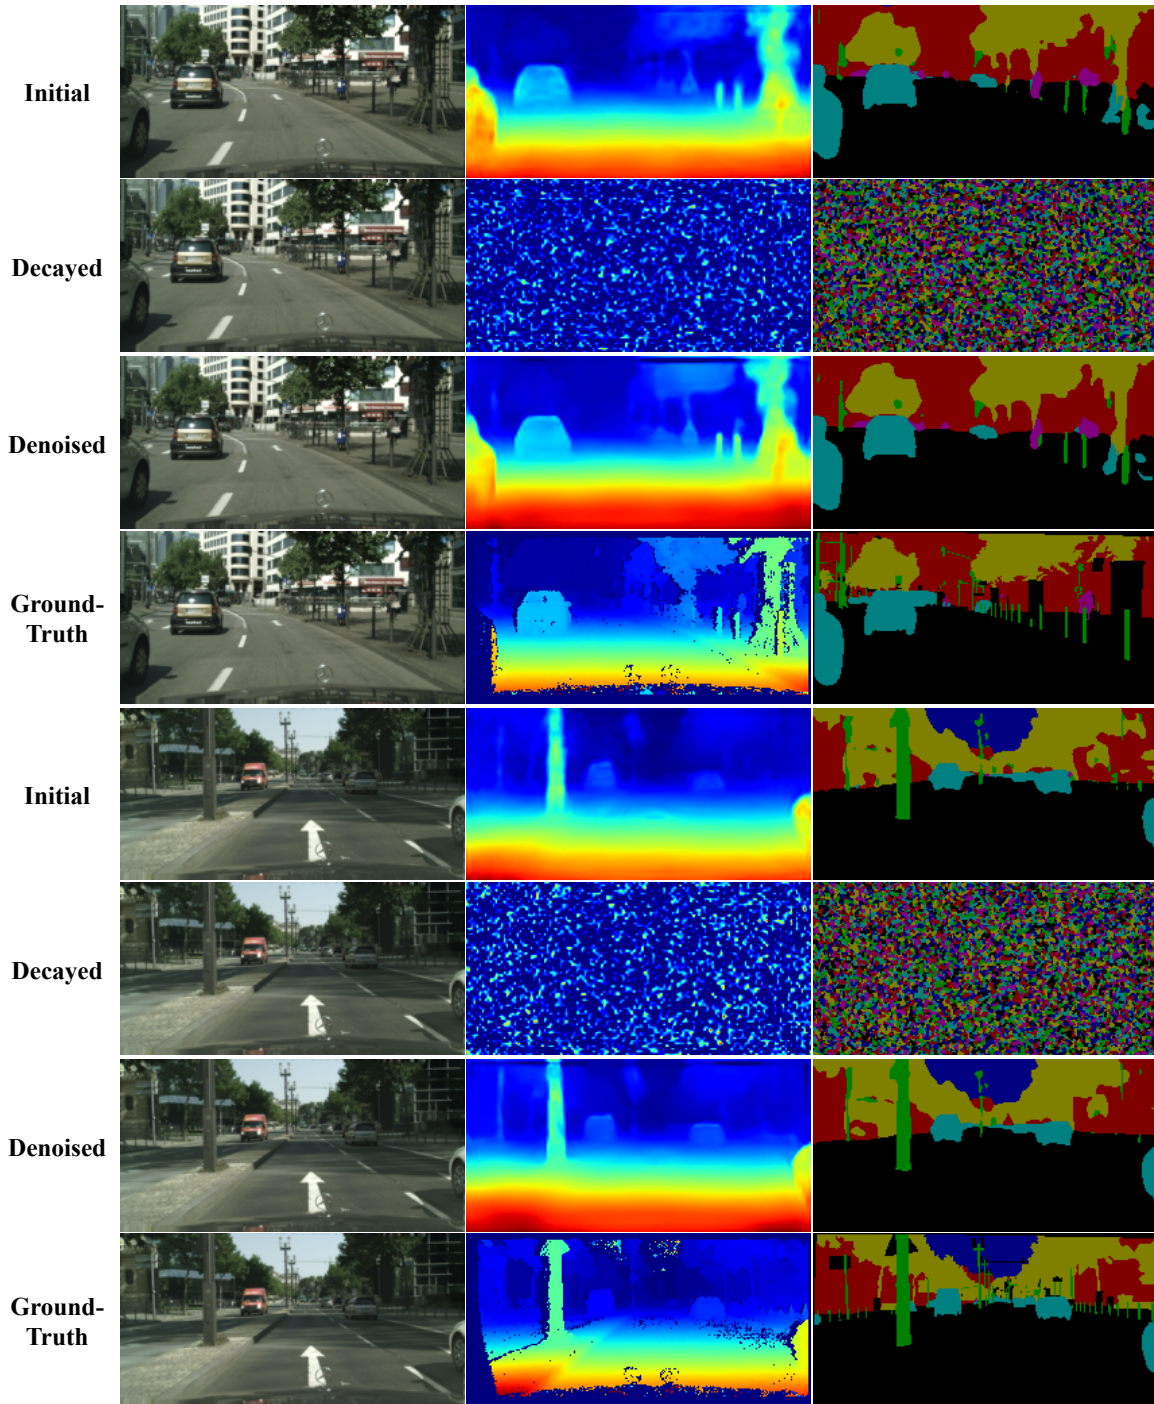 Initial
Decayed
Denoised
Ground-
Truth
Initial
Decayed
Denoised
Ground-
Truth